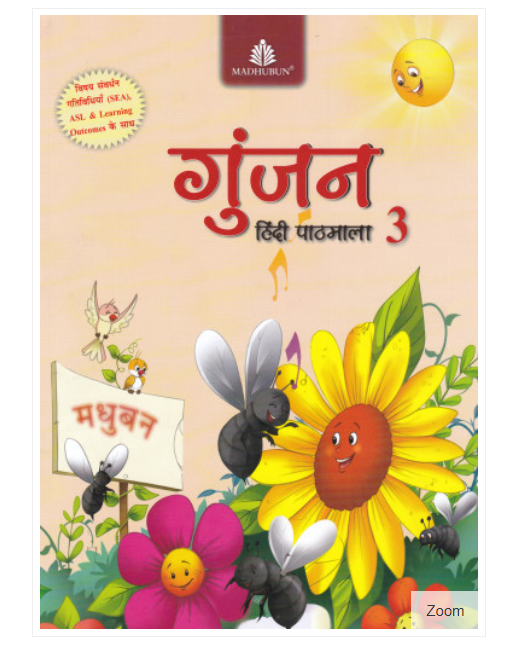 MADHUBUN®
विषय संवर्धन
गतिविधियाँ (SEA),
ASL & Learning
Outcomes के साथ
गुंजन
हिंदी पाठमाला 3
मधुबन
Zoom